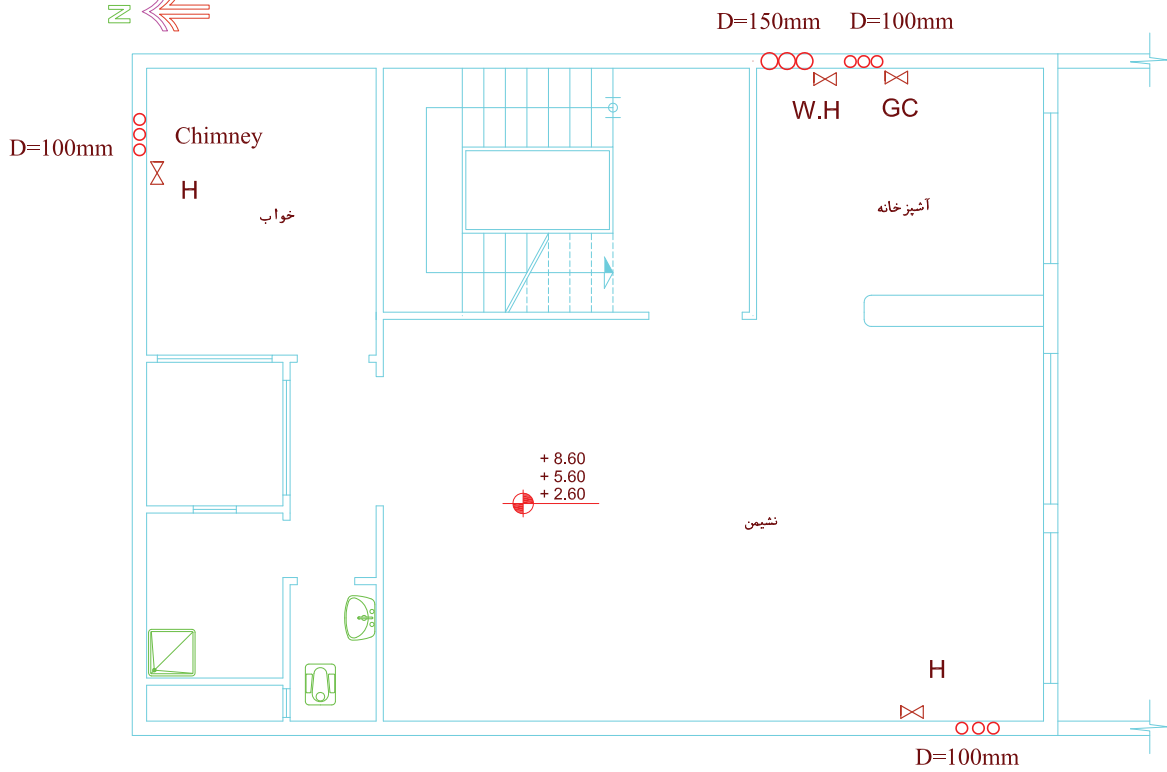 N
D=150mm
D=100mm
W.H
GC
D=100mm
Chimney
H
خواب
آشپزخانه
+ 8.60
+ 5.60
+ 2.60
نشیمن
H
D=100mm